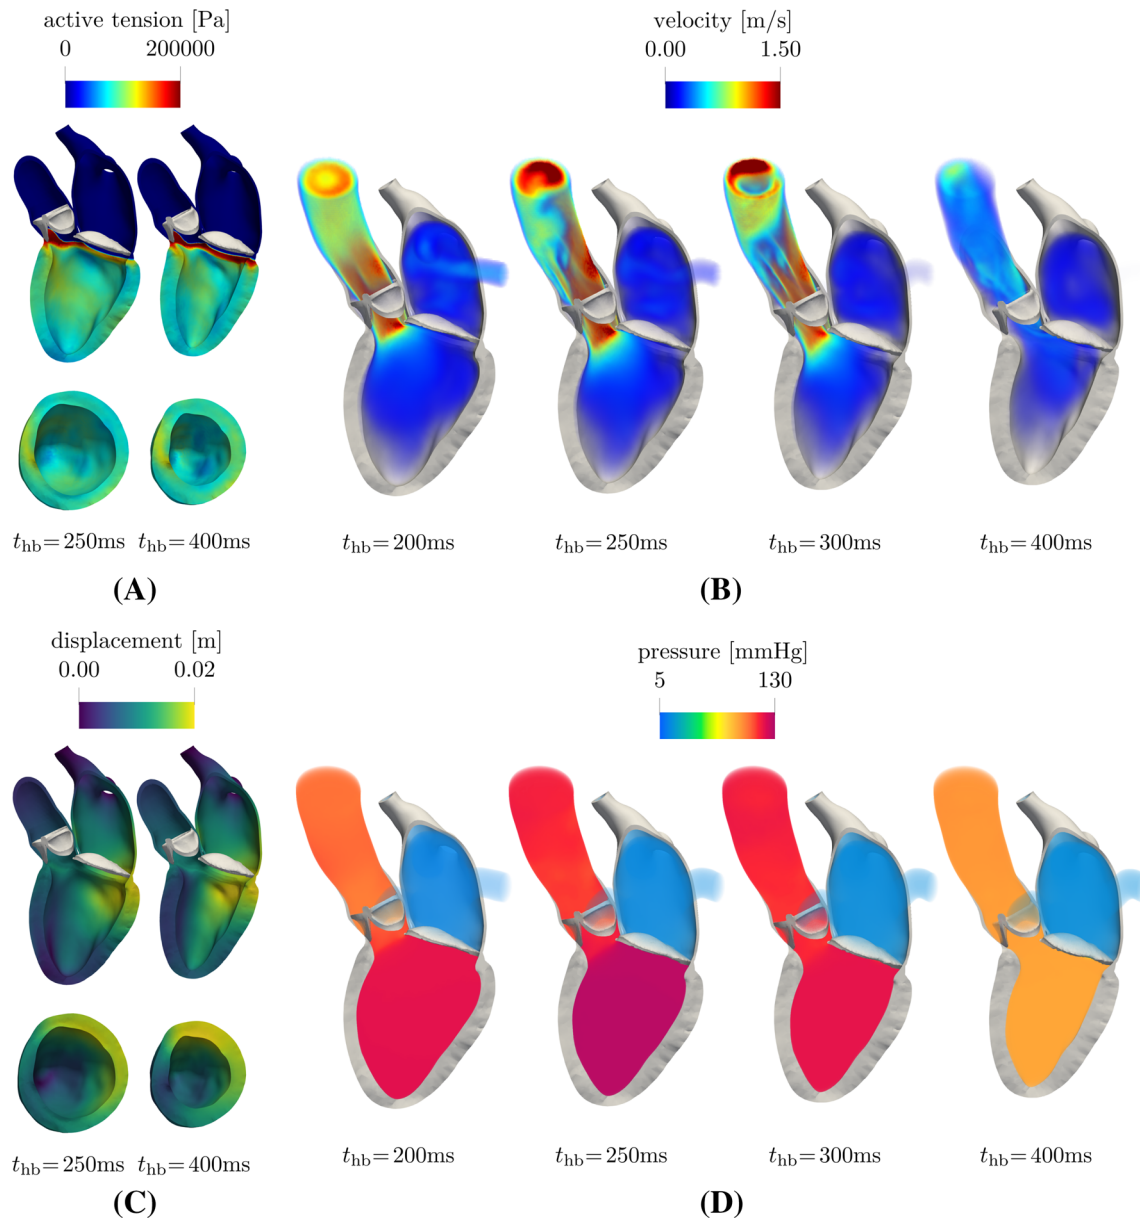 active tension [Pa]
0 200000
velocity [m/s]
0.00 1.50
t_hb=250ms t_hb=400ms
t_hb=200ms t_hb=250ms t_hb=300ms t_hb=400ms
(A) (B)
displacement [m]
0.00 0.02
pressure [mmHg]
5 130
t_hb=250ms t_hb=400ms
t_hb=200ms t_hb=250ms t_hb=300ms t_hb=400ms
(C) (D)